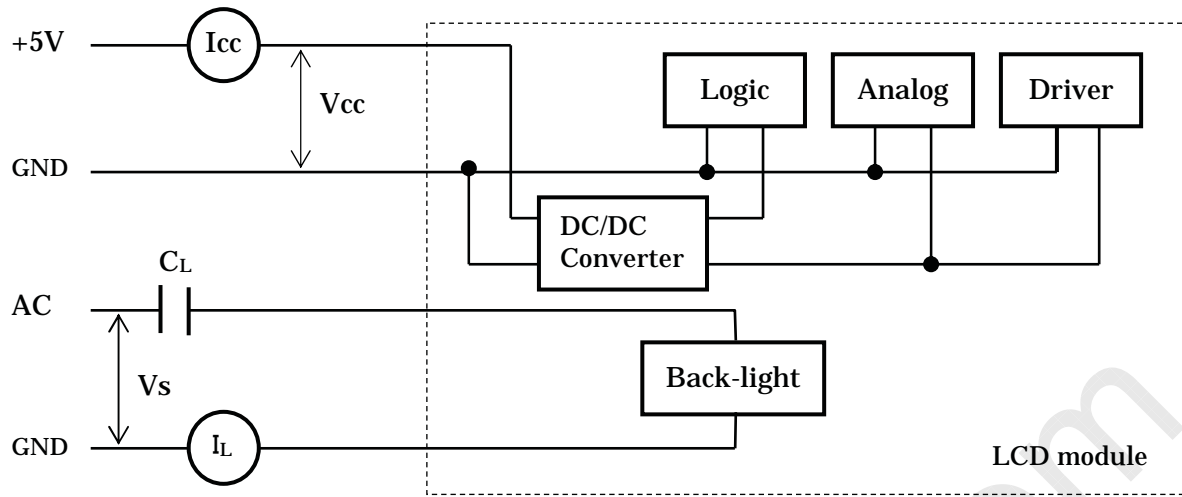 +5V
Icc
Vcc
GND
Logic
Analog
Driver
DC/DC
Converter
CL
AC
Vs
Back-light
GND
IL
LCD module
om